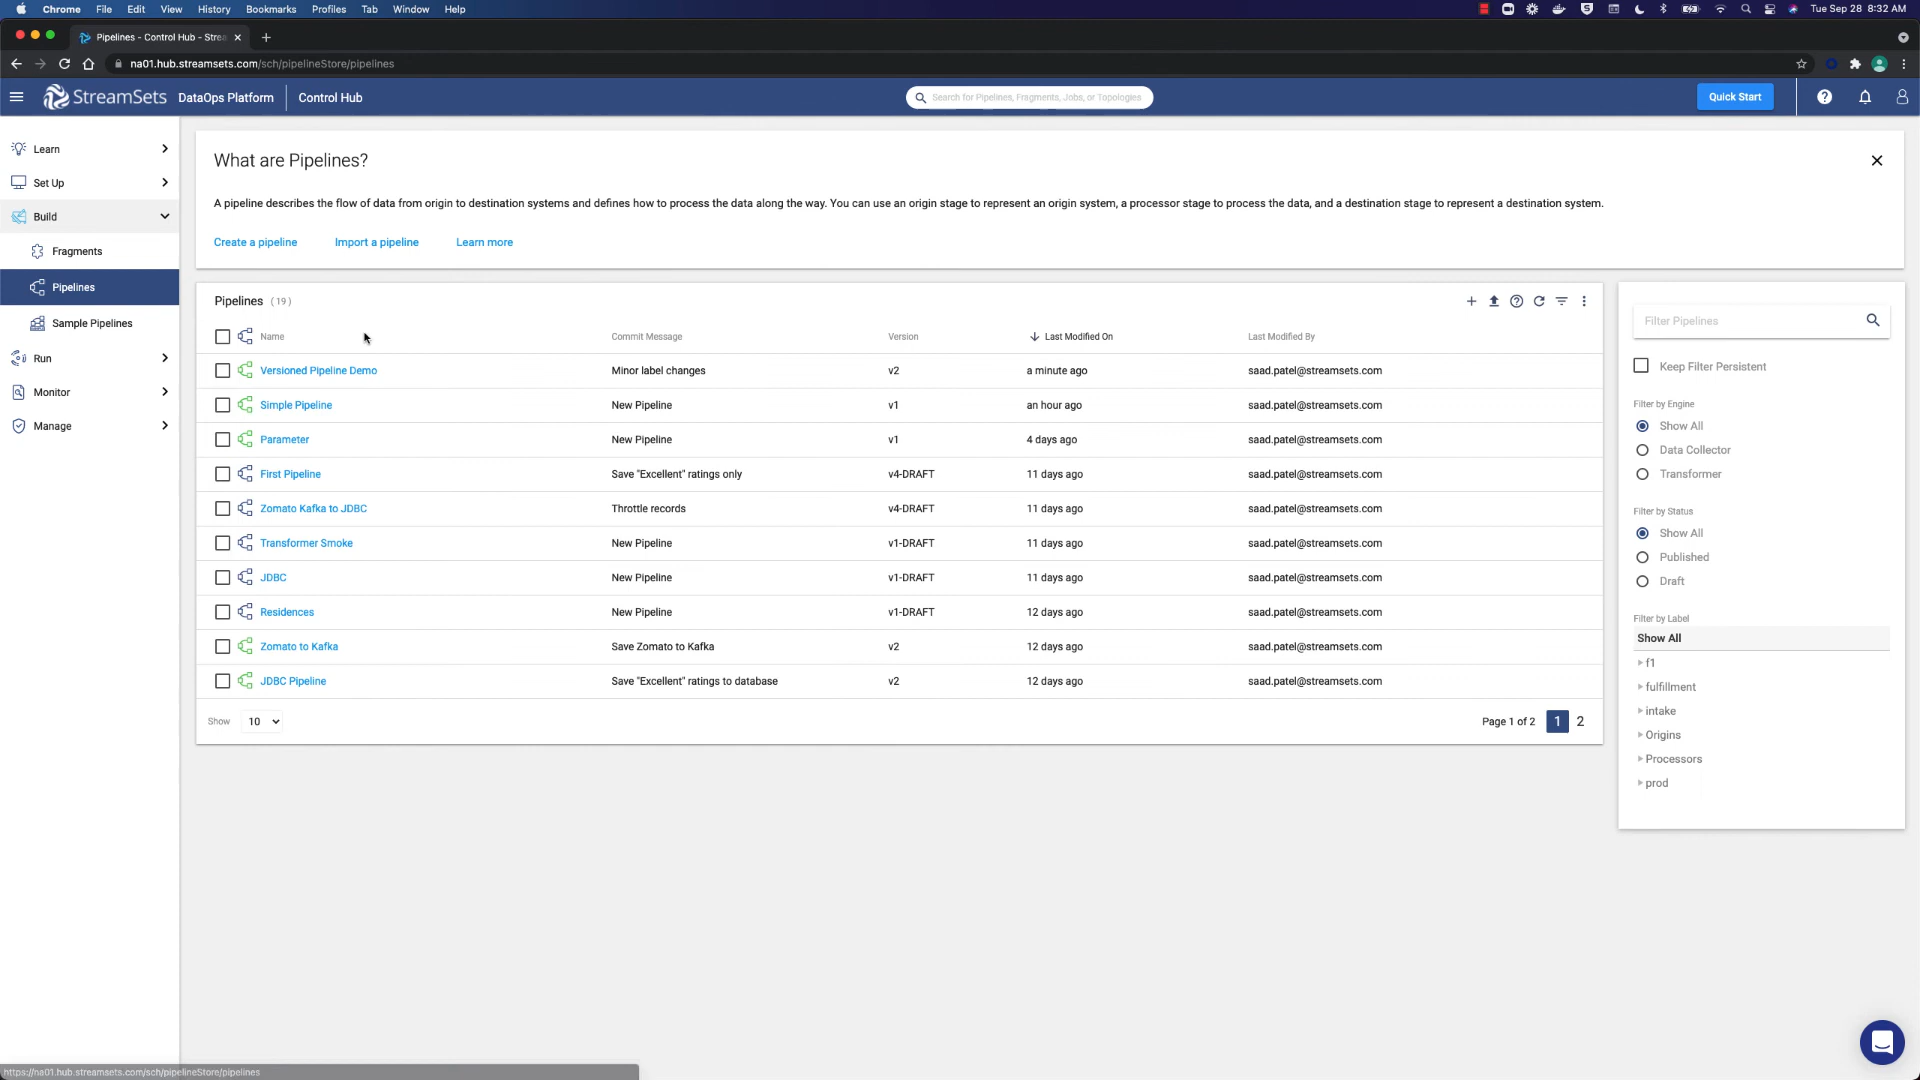 Chrome File Edit View History Bookmarks Profiles Tab Window Help Tue Sep 28 8:32 AM
Pipelines - Control Hub - Strea
na01.hub.streamsets.com/sch/pipelineStore/pipelines
StreamSets DataOps Platform Control Hub Search for Pipelines, Fragments, Jobs, or Topologies Quick Start
Learn
Set Up
Build
Fragments
Pipelines
Sample Pipelines
Run
Monitor
Manage
What are Pipelines?
A pipeline describes the flow of data from origin to destination systems and defines how to process the data along the way. You can use an origin stage to represent an origin system, a processor stage to process the data, and a destination stage to represent a destination system.
Create a pipeline Import a pipeline Learn more
Pipelines (19)
Name Commit Message Version Last Modified On Last Modified By
Versioned Pipeline Demo Minor label changes v2 a minute ago saad.patel@streamsets.com
Simple Pipeline New Pipeline v1 an hour ago saad.patel@streamsets.com
Parameter New Pipeline v1 4 days ago saad.patel@streamsets.com
First Pipeline Save "Excellent" ratings only v4-DRAFT 11 days ago saad.patel@streamsets.com
Zomato Kafka to JDBC Throttle records v4-DRAFT 11 days ago saad.patel@streamsets.com
Transformer Smoke New Pipeline v1-DRAFT 11 days ago saad.patel@streamsets.com
JDBC New Pipeline v1-DRAFT 11 days ago saad.patel@streamsets.com
Residences New Pipeline v1-DRAFT 12 days ago saad.patel@streamsets.com
Zomato to Kafka Save Zomato to Kafka v2 12 days ago saad.patel@streamsets.com
JDBC Pipeline Save "Excellent" ratings to database v2 12 days ago saad.patel@streamsets.com
Show 10 Page 1 of 2 1 2
Filter Pipelines
Keep Filter Persistent
Filter by Engine
Show All
Data Collector
Transformer
Filter by Status
Show All
Published
Draft
Filter by Label
Show All
f1
fulfillment
intake
Origins
Processors
prod
https://na01.hub.streamsets.com/sch/pipelineStore/pipelines